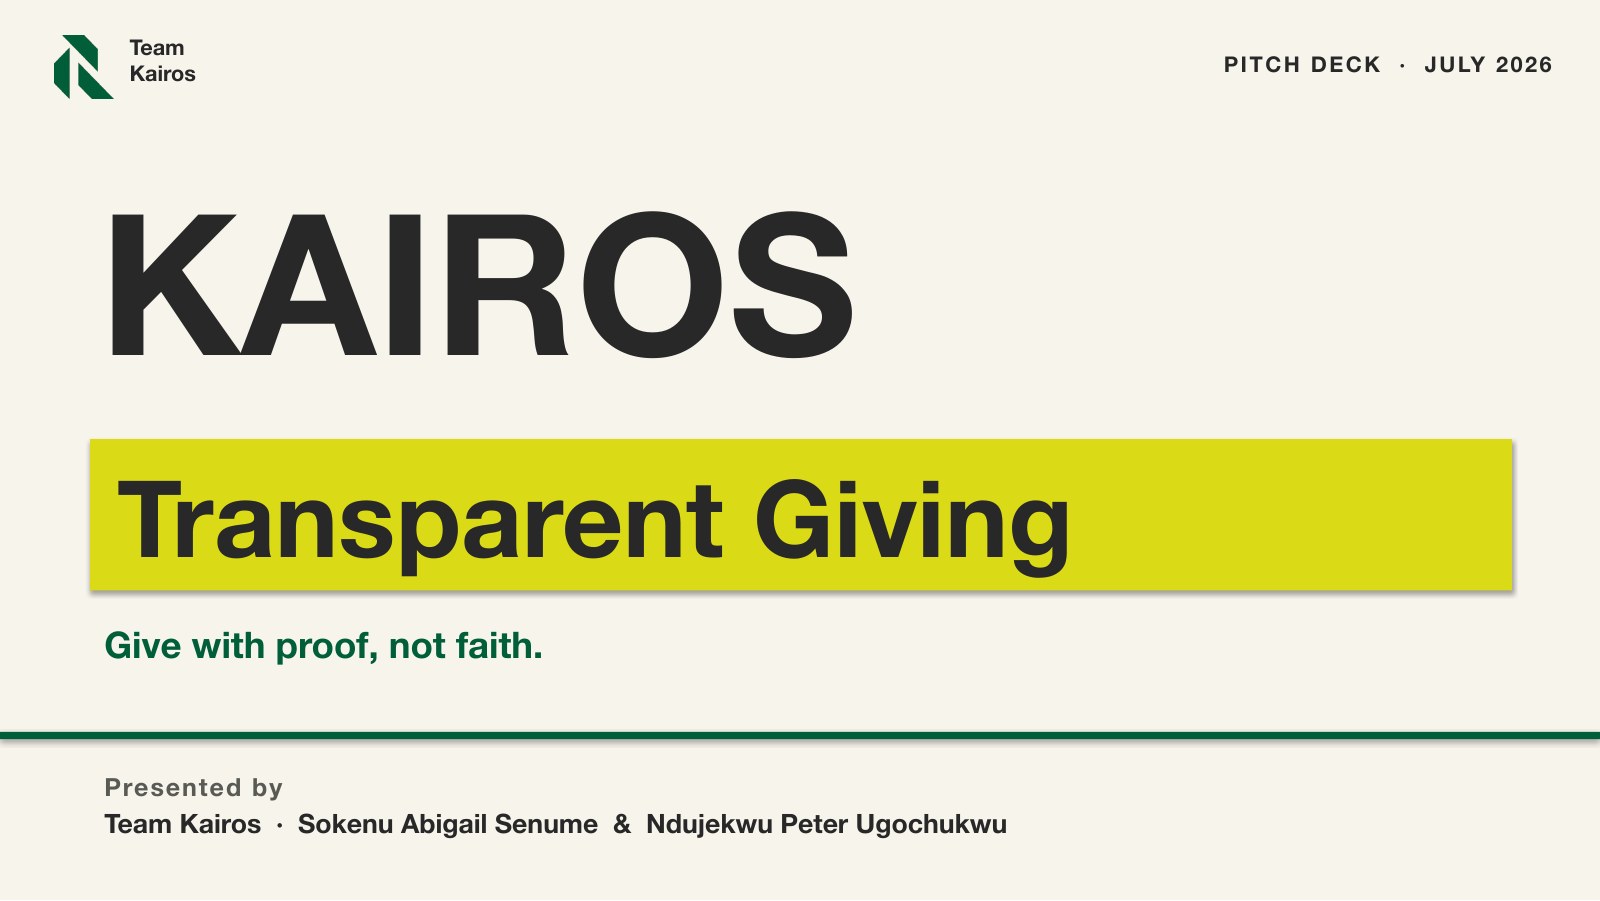 Team
Kairos
PITCH DECK · JULY 2026
KAIROS
Transparent Giving
Give with proof, not faith.
Presented by
Team Kairos · Sokenu Abigail Senume & Ndujekwu Peter Ugochukwu